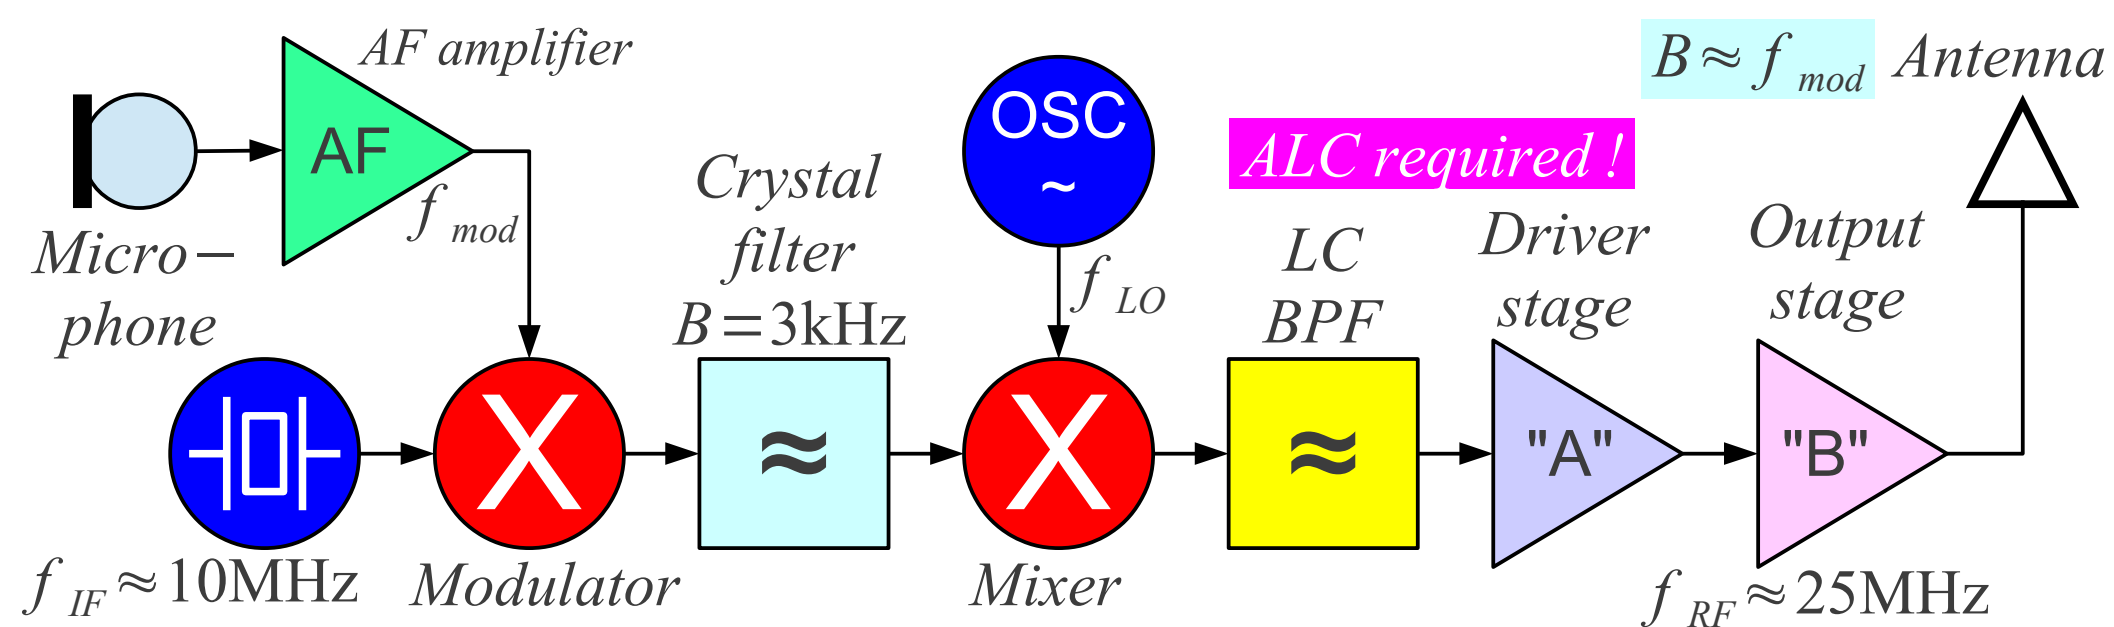 AF amplifier
AF
f mod
Micro–
phone
OSC
~
f LO
Crystal
filter
B=3kHz
ALC required !
LC
BPF
Driver
stage
Output
stage
B≈f mod
Antenna
X
≈
X
≈
"A"
"B"
f IF≈10MHz
Modulator
Mixer
f RF≈25MHz